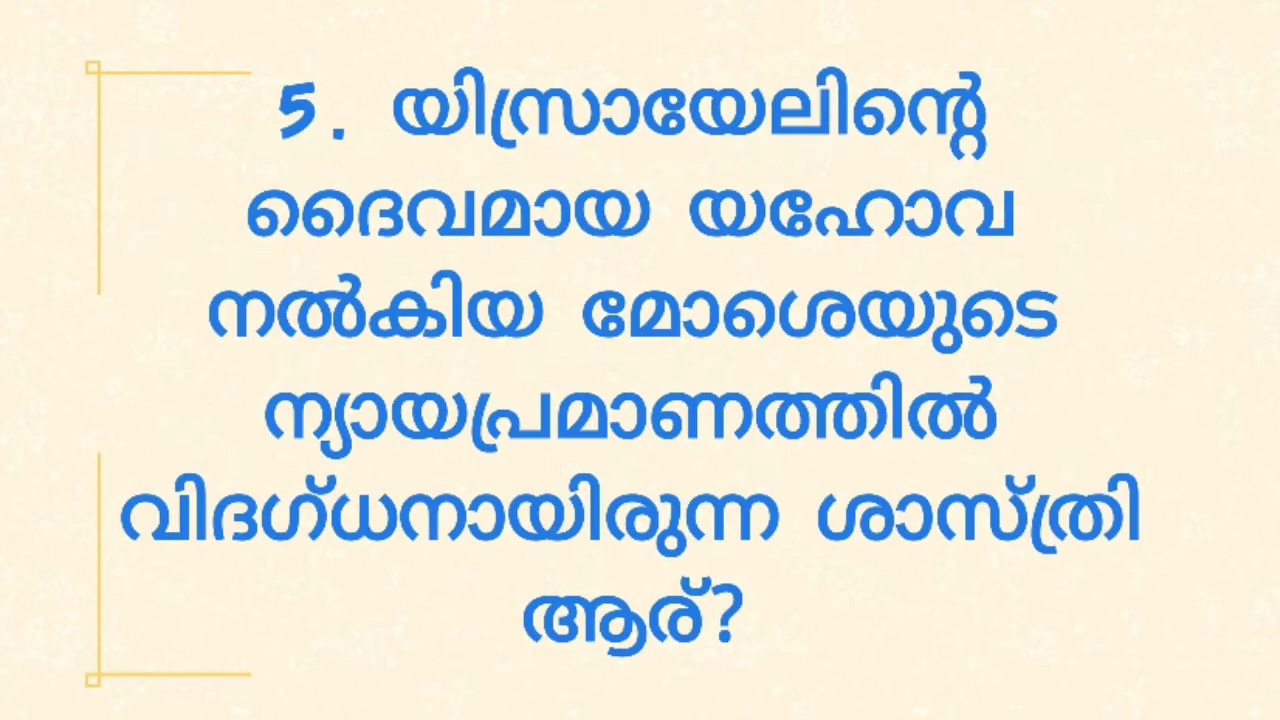 5. യിസ്രായേലിന്റെ
ദൈവമായ യഹോവ
നൽകിയ മോശെയുടെ
ന്യായപ്രമാണത്തിൽ
വിദഗ്ധനായിരുന്ന ശാസ്ത്രി
ആര്?